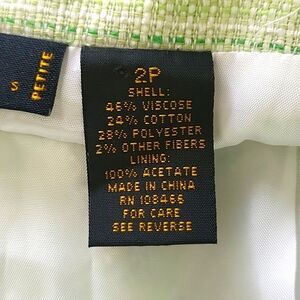 S
PETITE
2P
SHELL:
46% VISCOSE
24% COTTON
28% POLYESTER
2% OTHER FIBERS
LINING:
100% ACETATE
MADE IN CHINA
RN 108466
FOR CARE
SEE REVERSE